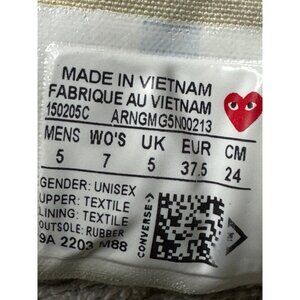 MADE IN VIETNAM
FABRIQUE AU VIETNAM
150205C ARNGMG5N00213
MENS WO'S UK EUR CM
5 7 5 37.5 24
GENDER: UNISEX
UPPER: TEXTILE
LINING: TEXTILE
OUTSOLE: RUBBER
9A 2203 M88
CONVERSE